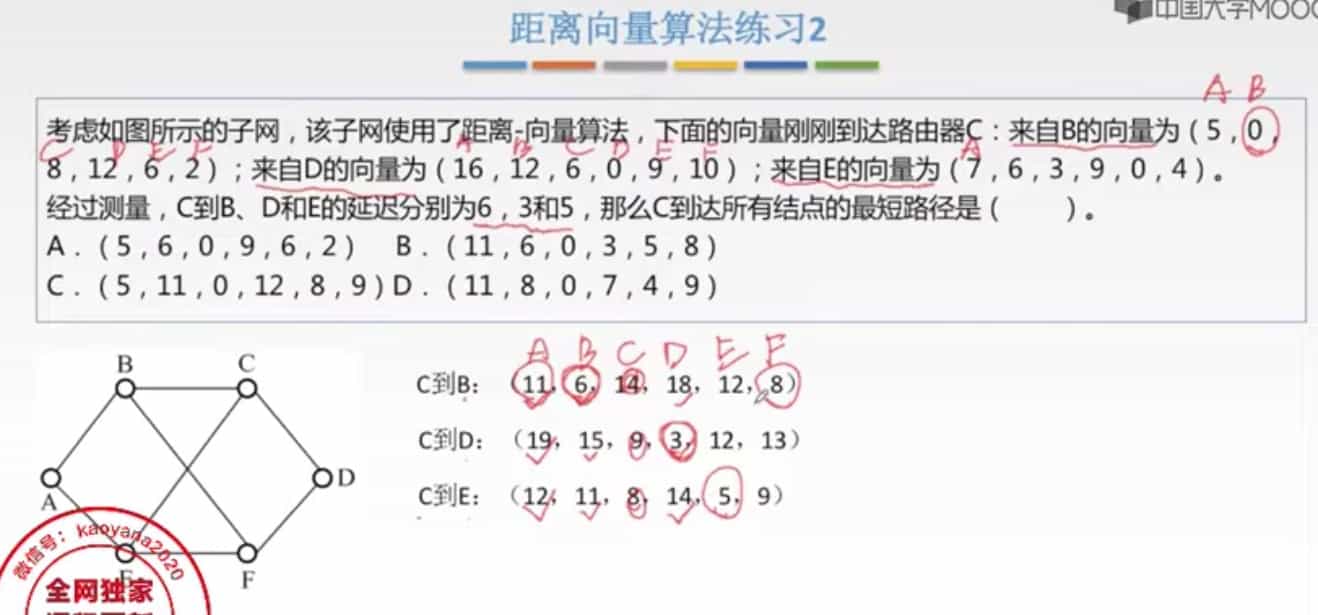 中国大学MOOC
距离向量算法练习2
A B
考虑如图所示的子网，该子网使用了距离-向量算法，下面的向量刚刚到达路由器C：来自B的向量为（5，0，
C D E F A B C D E F A
8，12，6，2）；来自D的向量为（16，12，6，0，9，10）；来自E的向量为（7，6，3，9，0，4）。
经过测量，C到B、D和E的延迟分别为6，3和5，那么C到达所有结点的最短路径是（ ）。
A．（5，6，0，9，6，2） B．（11，6，0，3，5，8）
C．（5，11，0，12，8，9）D．（11，8，0，7，4，9）
A B C D E F
C到B：（11，6，14，18，12，8）
C到D：（19，15，9，3，12，13）
C到E：（12，11，8，14，5，9）
B C
A D
E F
微信号：kaoyana2020
全网独家